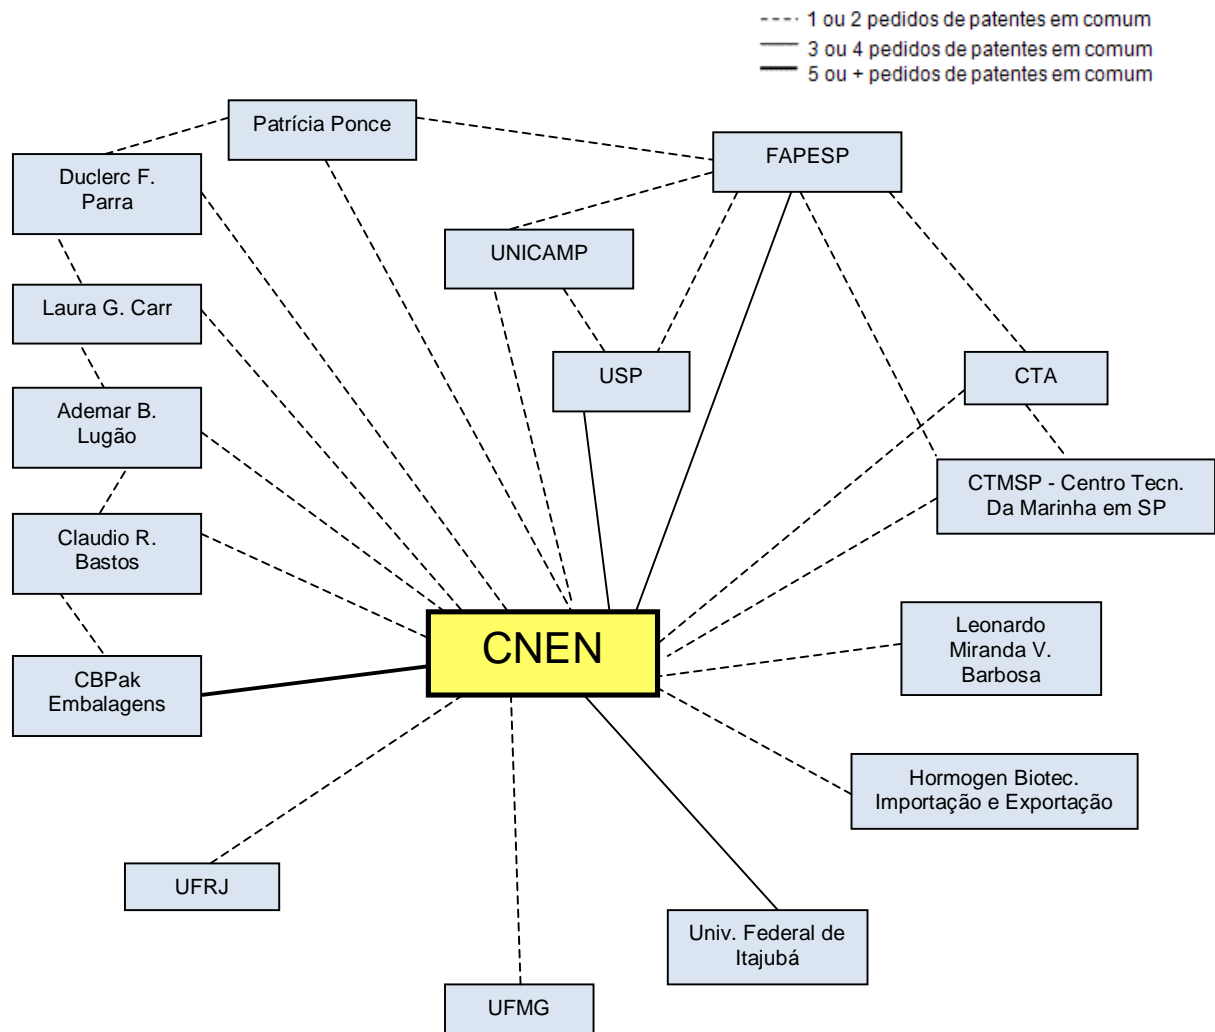 1 ou 2 pedidos de patentes em comum
3 ou 4 pedidos de patentes em comum
5 ou + pedidos de patentes em comum
Patrícia Ponce
FAPESP
Duclerc F.
Parra
UNICAMP
Laura G. Carr
USP
CTA
Ademar B.
Lugão
CTMSP - Centro Tecn.
Da Marinha em SP
Claudio R.
Bastos
CNEN
Leonardo
Miranda V.
Barbosa
CBPak
Embalagens
Hormogen Biotec.
Importação e Exportação
UFRJ
Univ. Federal de
Itajubá
UFMG